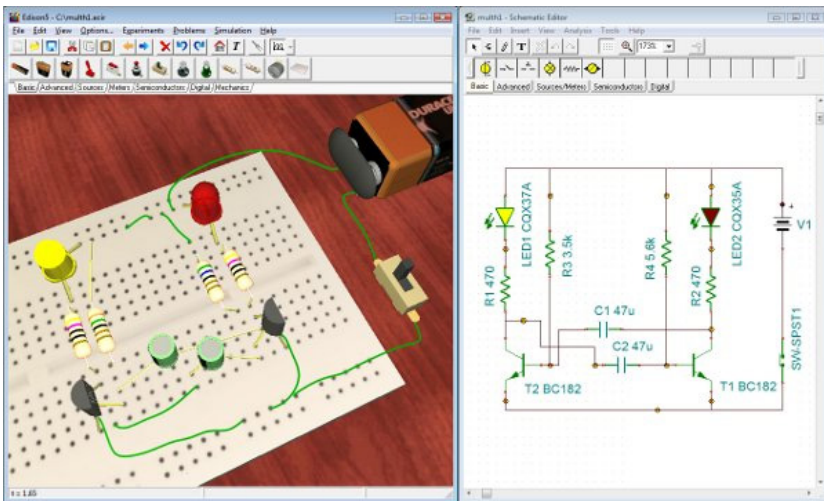 Edison5 - C:\multh1.ecir
File Edit View Options... Experiments Problems Simulation Help
T
Basic Advanced Sources Meters Semiconductors Digital Mechanics
DURACELL
t = 1.65
multh1 - Schematic Editor
File Edit Insert View Analysis Tools Help
T
173%
Basic Advanced Sources/Meters Semiconductors Digital
LED1 CQX37A
R3 3.5k
R4 5.6k
LED2 CQX35A
+
V1
R1 470
R2 470
C1 47u
C2 47u
SW-SPST1
T2 BC182
T1 BC182